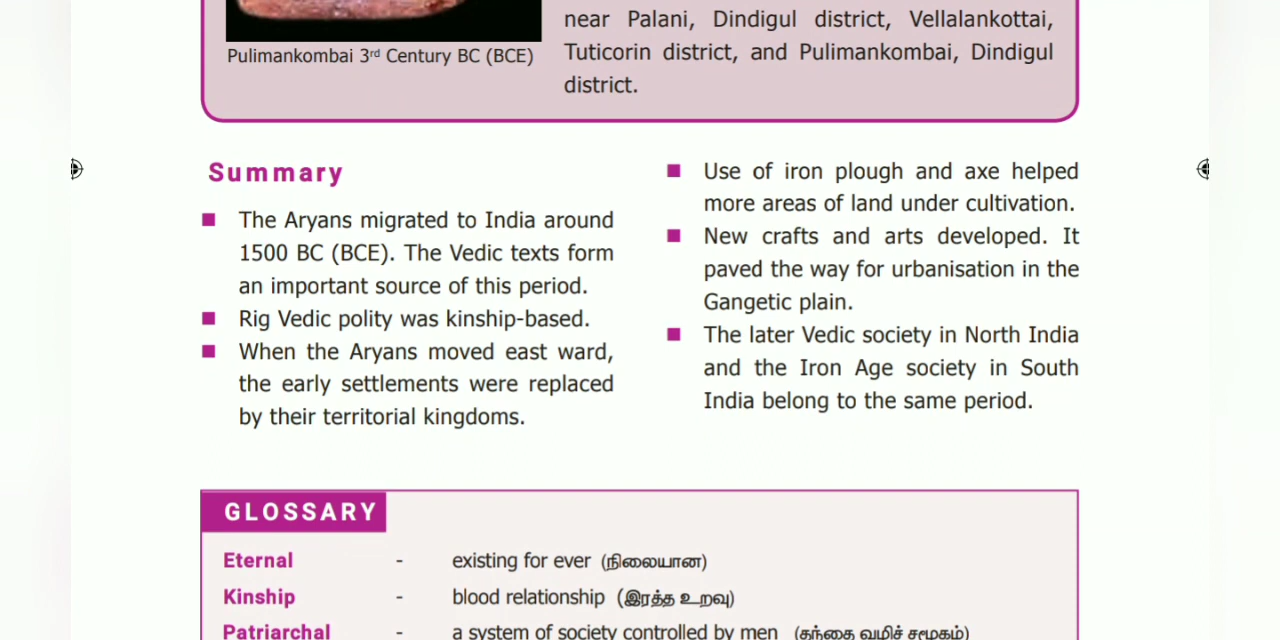 near Palani, Dindigul district, Vellalankottai,
Tuticorin district, and Pulimankombai, Dindigul
district.
Pulimankombai 3rd Century BC (BCE)
Summary
■ The Aryans migrated to India around
1500 BC (BCE). The Vedic texts form
an important source of this period.
■ Rig Vedic polity was kinship-based.
■ When the Aryans moved east ward,
the early settlements were replaced
by their territorial kingdoms.
■ Use of iron plough and axe helped
more areas of land under cultivation.
■ New crafts and arts developed. It
paved the way for urbanisation in the
Gangetic plain.
■ The later Vedic society in North India
and the Iron Age society in South
India belong to the same period.
GLOSSARY
Eternal - existing for ever (நிலையான)
Kinship - blood relationship (இரத்த உறவு)
Patriarchal - a system of society controlled by men (தந்தை வழிச் சமூகம்)